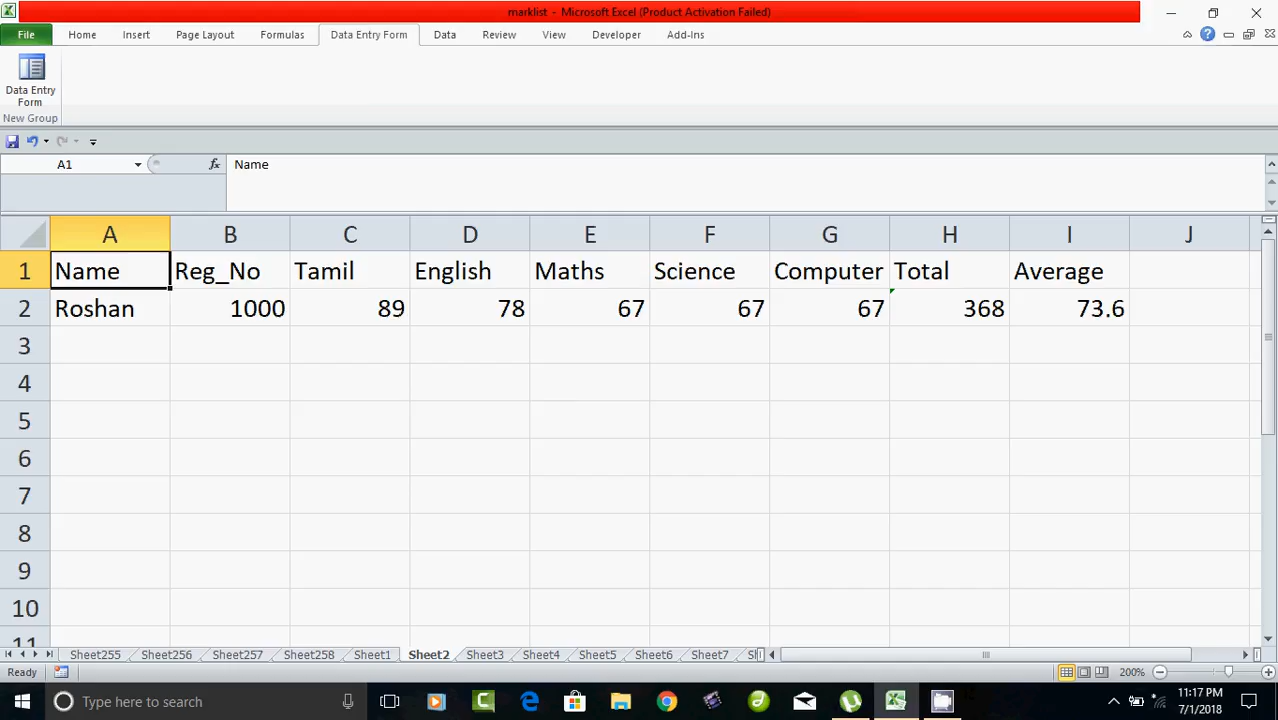 marklist - Microsoft Excel (Product Activation Failed)
File Home Insert Page Layout Formulas Data Entry Form Data Review View Developer Add-Ins
Data Entry
Form
New Group
A1 fx Name
A B C D E F G H I J
1 Name Reg_No Tamil English Maths Science Computer Total Average
2 Roshan 1000 89 78 67 67 67 368 73.6
3
4
5
6
7
8
9
10
11
Sheet255 Sheet256 Sheet257 Sheet258 Sheet1 Sheet2 Sheet3 Sheet4 Sheet5 Sheet6 Sheet7
Ready 200%
Type here to search
11:17 PM
7/1/2018